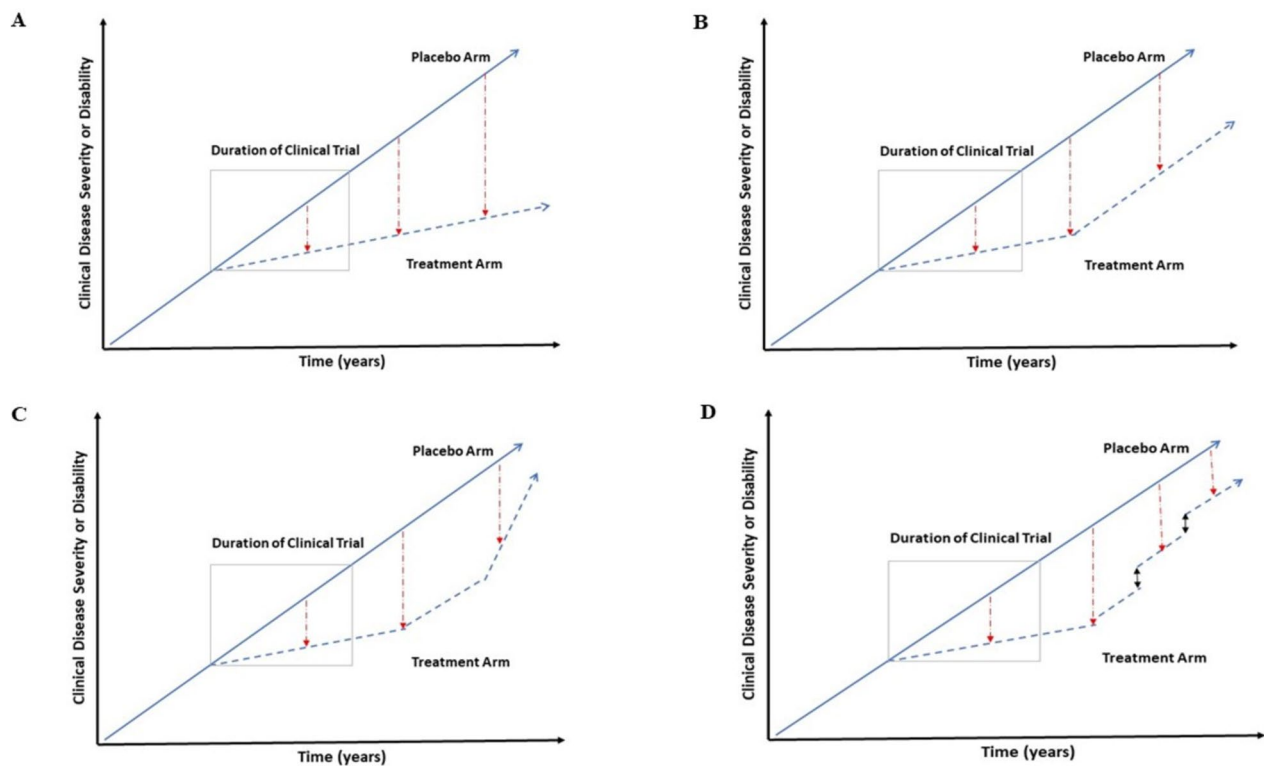 A
Clinical Disease Severity or Disability
Placebo Arm
Duration of Clinical Trial
Treatment Arm
Time (years)
B
Clinical Disease Severity or Disability
Placebo Arm
Duration of Clinical Trial
Treatment Arm
Time (years)
C
Clinical Disease Severity or Disability
Placebo Arm
Duration of Clinical Trial
Treatment Arm
Time (years)
D
Clinical Disease Severity or Disability
Placebo Arm
Duration of Clinical Trial
Treatment Arm
Time (years)